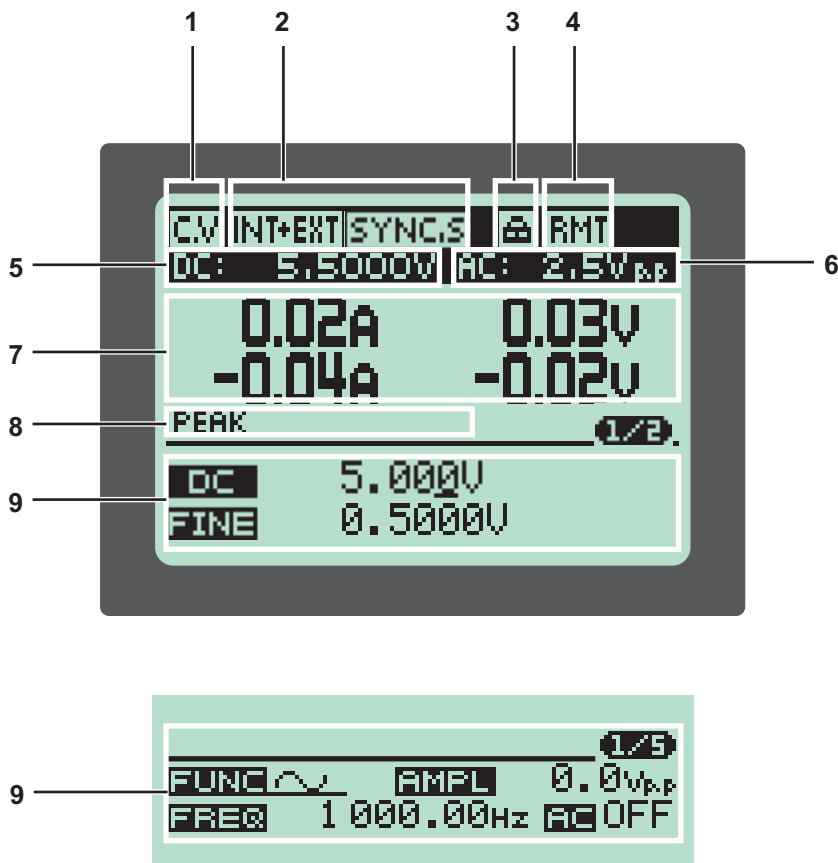 1 2 3 4
C.V INT+EXT SYNC.S RMT
5 DC: 5.5000V AC: 2.5Vp.p 6
7 0.02A 0.03V
-0.04A -0.02V
8 PEAK 1/2
9 DC 5.000V
FINE 0.5000V
1/5
9 FUNC AMPL 0.0Vp.p
FREQ 1000.00Hz AC OFF